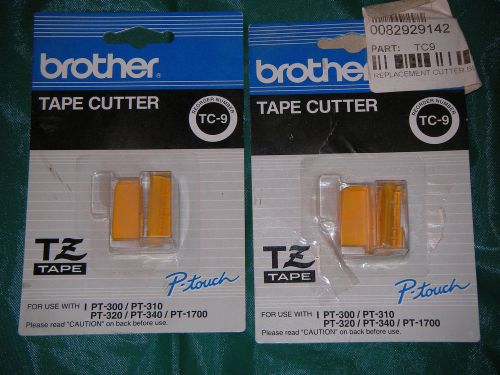 brother®
TAPE CUTTER
REORDER NUMBER
TC-9
TZ
TAPE
P-touch
FOR USE WITH PT-300 / PT-310
PT-320 / PT-340 / PT-1700
Please read "CAUTION" on back before use.
0082929142
PART: TC9
REPLACEMENT CUTTER
brother
TAPE CUTTER
REORDER NUMBER
TC-9
TZ
TAPE
P-touch
FOR USE WITH PT-300 / PT-310
PT-320 / PT-340 / PT-1700
Please read "CAUTION" on back before use.